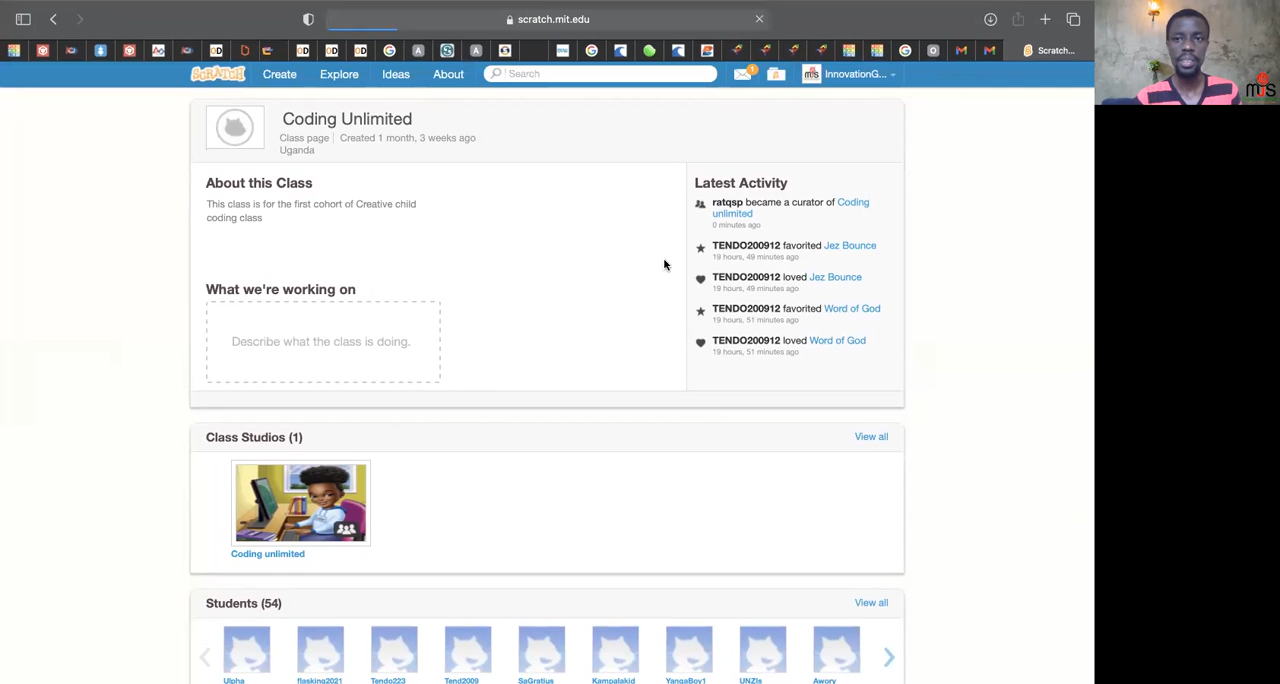 scratch.mit.edu
Scratch...
SCRATCH Create Explore Ideas About Search 1 InnovationG...
Coding Unlimited
Class page Created 1 month, 3 weeks ago
Uganda
About this Class
This class is for the first cohort of Creative child
coding class
What we're working on
Describe what the class is doing.
Latest Activity
ratqsp became a curator of Coding
unlimited
0 minutes ago
TENDO200912 favorited Jez Bounce
19 hours, 49 minutes ago
TENDO200912 loved Jez Bounce
19 hours, 49 minutes ago
TENDO200912 favorited Word of God
19 hours, 51 minutes ago
TENDO200912 loved Word of God
19 hours, 51 minutes ago
Class Studios (1) View all
Coding unlimited
Students (54) View all
Ulpha flasking2021 Tendo223 Tend2009 SaGratius Kampalakid YangaBoy1 UNZIs Awory